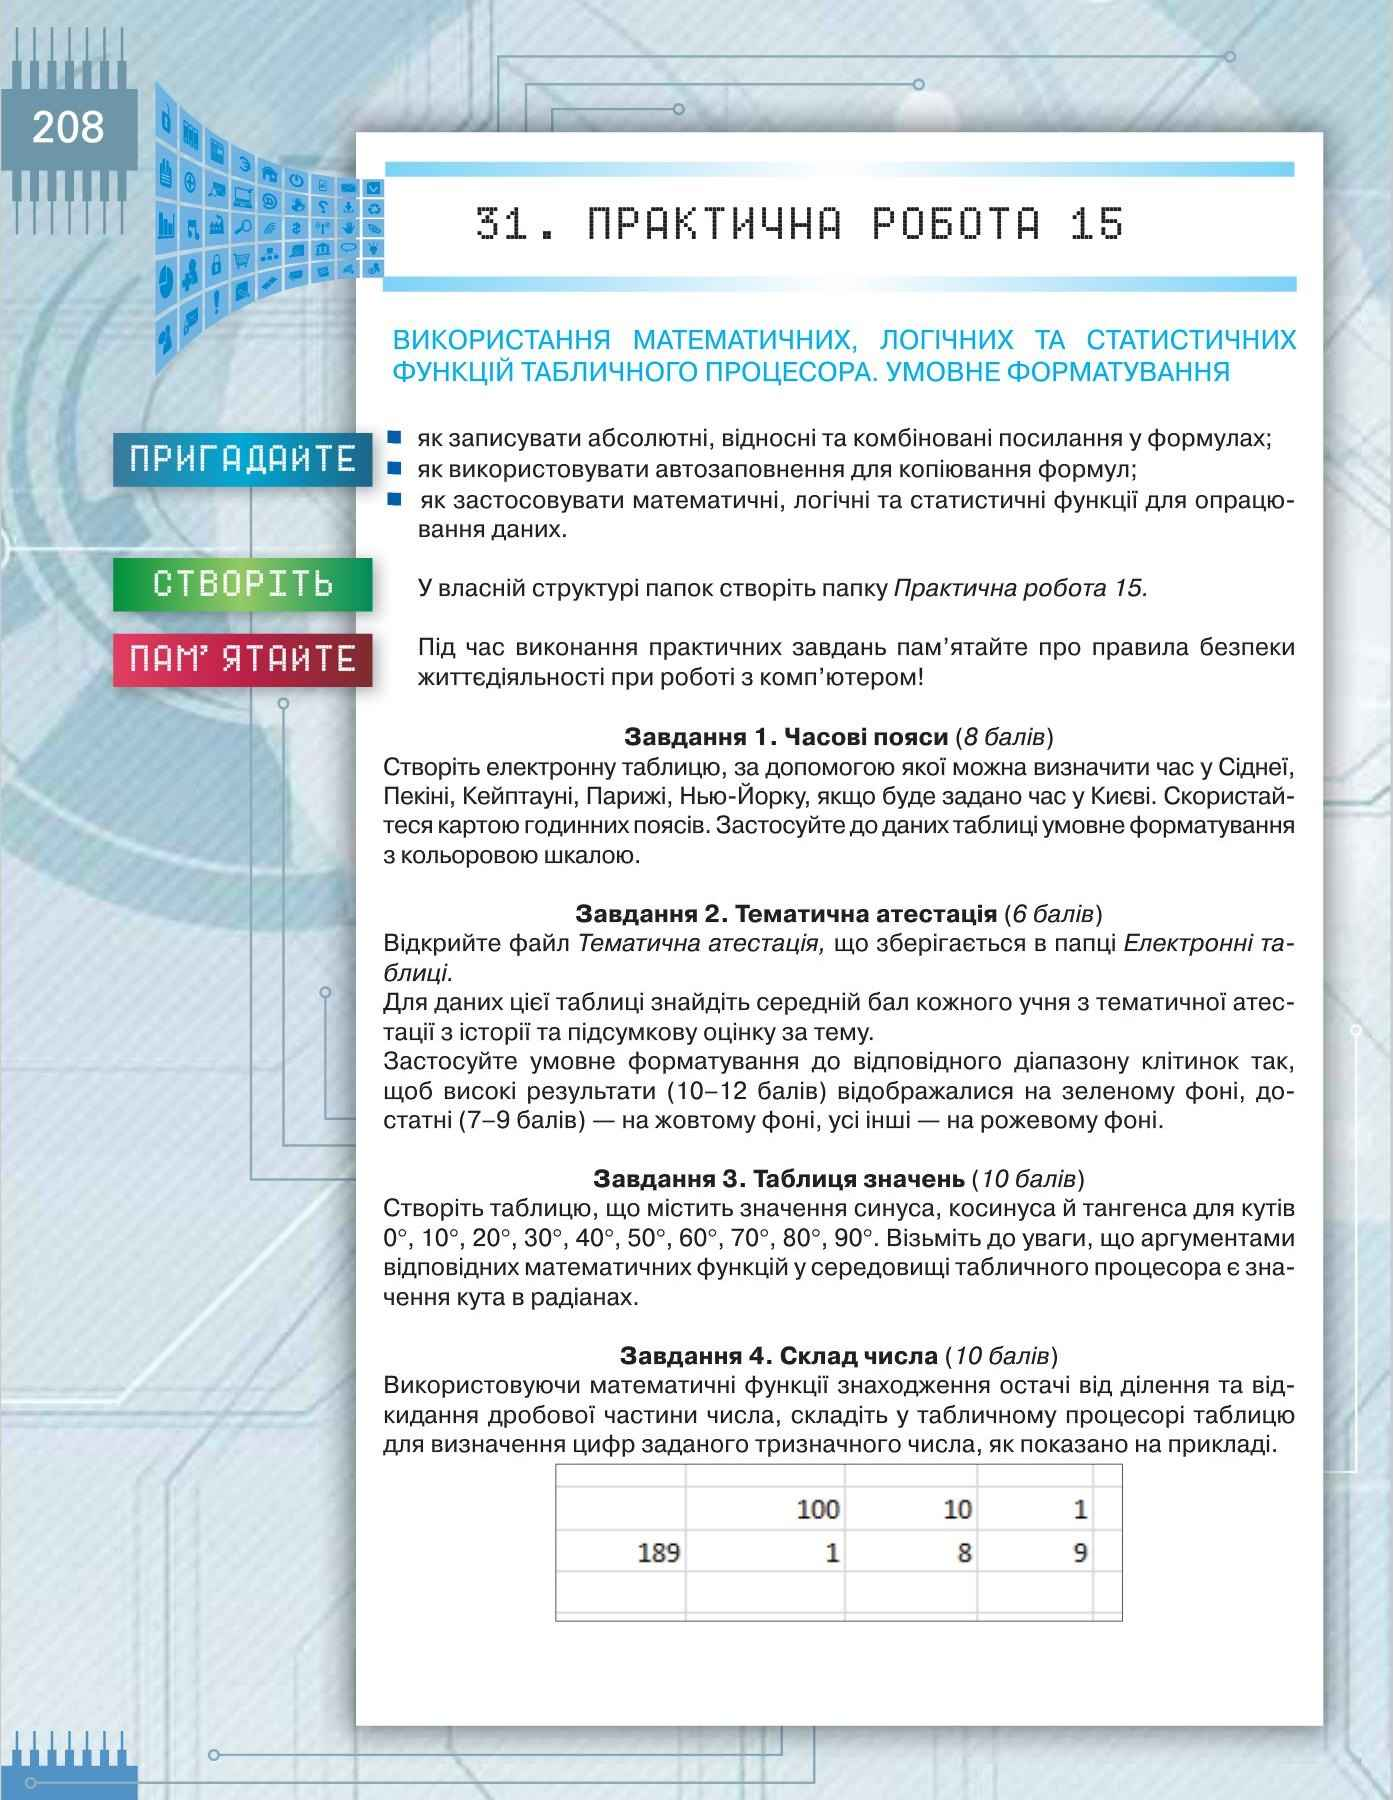 208
31. ПРАКТИЧНА РОБОТА 15
ВИКОРИСТАННЯ МАТЕМАТИЧНИХ, ЛОГІЧНИХ ТА СТАТИСТИЧНИХ
ФУНКЦІЙ ТАБЛИЧНОГО ПРОЦЕСОРА. УМОВНЕ ФОРМАТУВАННЯ
ПРИГАДАЙТЕ
як записувати абсолютні, відносні та комбіновані посилання у формулах;
як використовувати автозаповнення для копіювання формул;
як застосовувати математичні, логічні та статистичні функції для опрацю-
вання даних.
СТВОРІТЬ
У власній структурі папок створіть папку Практична робота 15.
ПАМ’ЯТАЙТЕ
Під час виконання практичних завдань пам’ятайте про правила безпеки
життєдіяльності при роботі з комп’ютером!
Завдання 1. Часові пояси (8 балів)
Створіть електронну таблицю, за допомогою якої можна визначити час у Сіднеї,
Пекіні, Кейптауні, Парижі, Нью-Йорку, якщо буде задано час у Києві. Скористай-
теся картою годинних поясів. Застосуйте до даних таблиці умовне форматування
з кольоровою шкалою.
Завдання 2. Тематична атестація (6 балів)
Відкрийте файл Тематична атестація, що зберігається в папці Електронні та-
блиці.
Для даних цієї таблиці знайдіть середній бал кожного учня з тематичної атес-
тації з історії та підсумкову оцінку за тему.
Застосуйте умовне форматування до відповідного діапазону клітинок так,
щоб високі результати (10–12 балів) відображалися на зеленому фоні, до-
статні (7–9 балів) — на жовтому фоні, усі інші — на рожевому фоні.
Завдання 3. Таблиця значень (10 балів)
Створіть таблицю, що містить значення синуса, косинуса й тангенса для кутів
0°, 10°, 20°, 30°, 40°, 50°, 60°, 70°, 80°, 90°. Візьміть до уваги, що аргументами
відповідних математичних функцій у середовищі табличного процесора є зна-
чення кута в радіанах.
Завдання 4. Склад числа (10 балів)
Використовуючи математичні функції знаходження остачі від ділення та від-
кидання дробової частини числа, складіть у табличному процесорі таблицю
для визначення цифр заданого тризначного числа, як показано на прикладі.
100 10 1
189 1 8 9